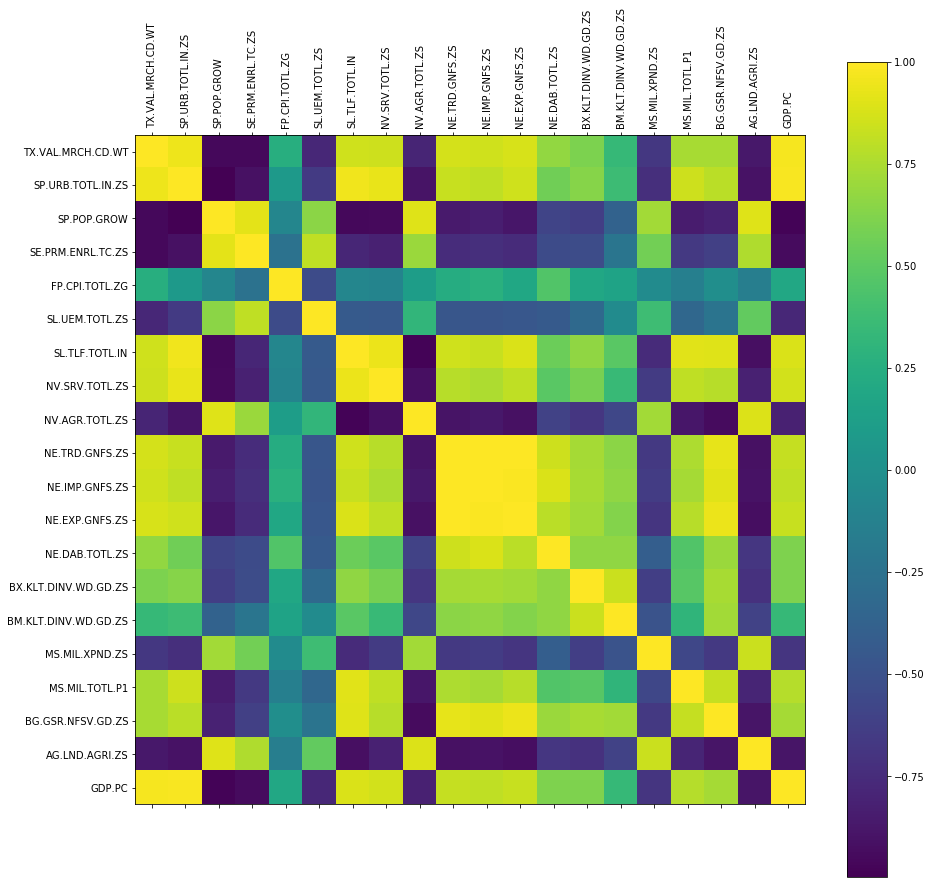 TX.VAL.MRCH.CD.WT
SP.URB.TOTL.IN.ZS
SP.POP.GROW
SE.PRM.ENRL.TC.ZS
FP.CPI.TOTL.ZG
SL.UEM.TOTL.ZS
SL.TLF.TOTL.IN
NV.SRV.TOTL.ZS
NV.AGR.TOTL.ZS
NE.TRD.GNFS.ZS
NE.IMP.GNFS.ZS
NE.EXP.GNFS.ZS
NE.DAB.TOTL.ZS
BX.KLT.DINV.WD.GD.ZS
BM.KLT.DINV.WD.GD.ZS
MS.MIL.XPND.ZS
MS.MIL.TOTL.P1
BG.GSR.NFSV.GD.ZS
AG.LND.AGRI.ZS
GDP.PC
TX.VAL.MRCH.CD.WT
SP.URB.TOTL.IN.ZS
SP.POP.GROW
SE.PRM.ENRL.TC.ZS
FP.CPI.TOTL.ZG
SL.UEM.TOTL.ZS
SL.TLF.TOTL.IN
NV.SRV.TOTL.ZS
NV.AGR.TOTL.ZS
NE.TRD.GNFS.ZS
NE.IMP.GNFS.ZS
NE.EXP.GNFS.ZS
NE.DAB.TOTL.ZS
BX.KLT.DINV.WD.GD.ZS
BM.KLT.DINV.WD.GD.ZS
MS.MIL.XPND.ZS
MS.MIL.TOTL.P1
BG.GSR.NFSV.GD.ZS
AG.LND.AGRI.ZS
GDP.PC
1.00
0.75
0.50
0.25
0.00
−0.25
−0.50
−0.75